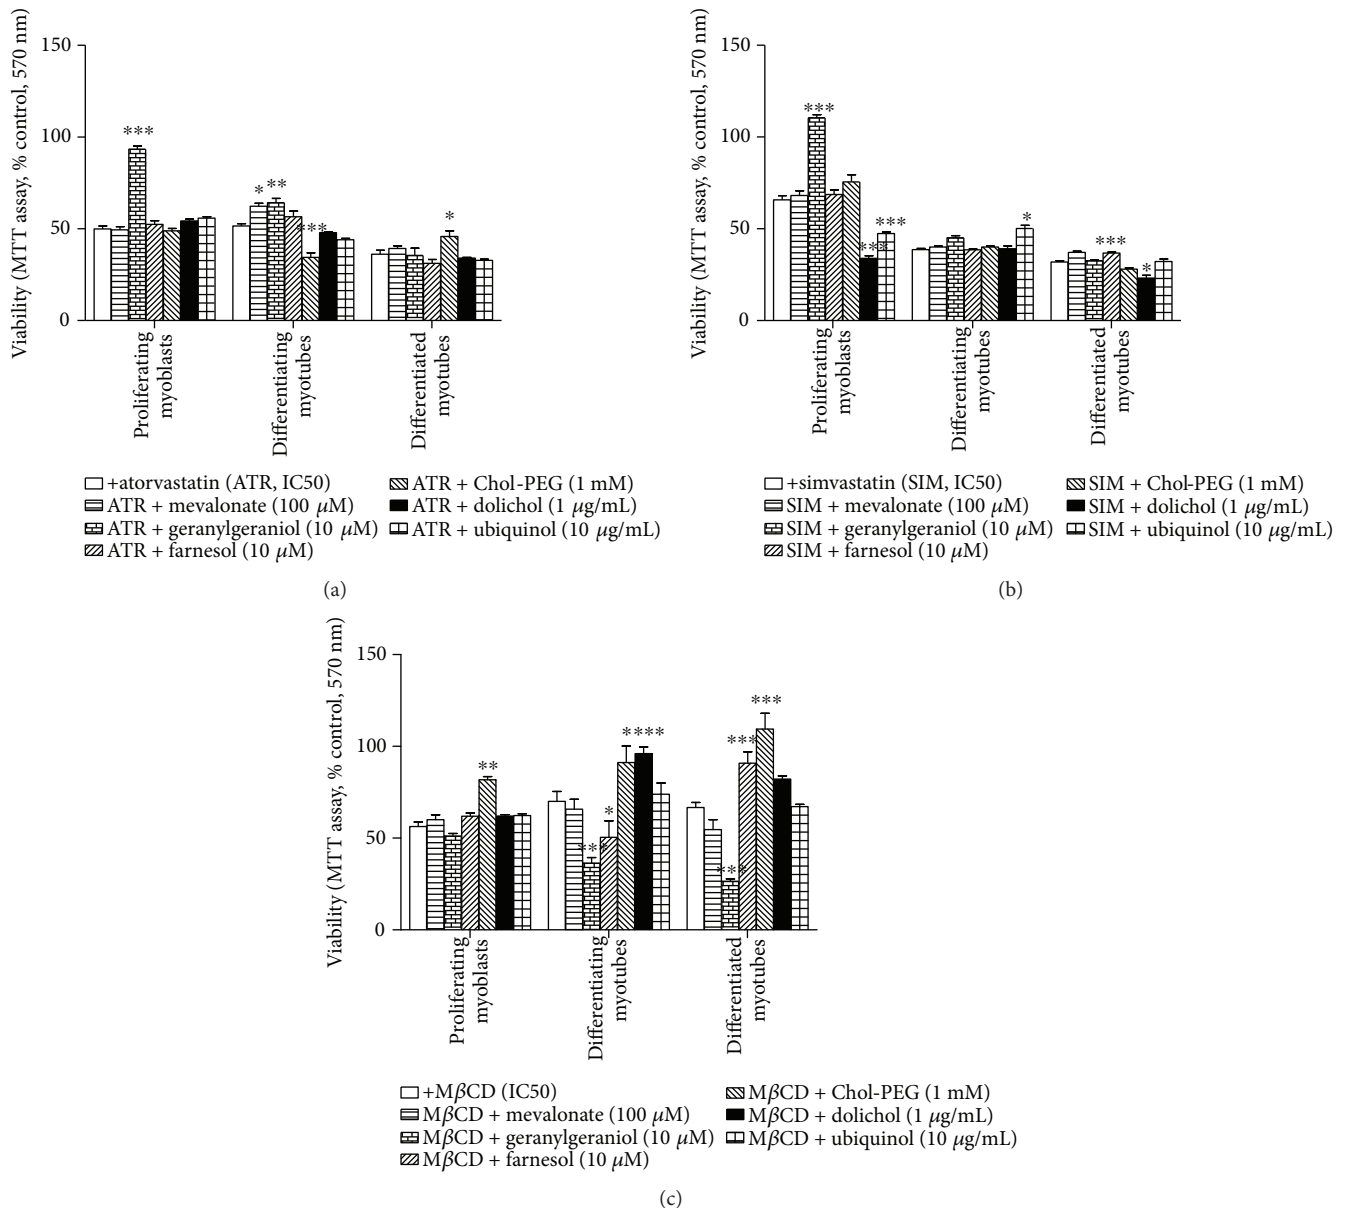 Viability (MTT assay, % control, 570 nm)
150
100
50
0
***
*
**
***
*
Proliferating
myoblasts
Differentiating
myotubes
Differentiated
myotubes
+atorvastatin (ATR, IC50)
ATR + mevalonate (100 μM)
ATR + geranylgeraniol (10 μM)
ATR + farnesol (10 μM)
ATR + Chol-PEG (1 mM)
ATR + dolichol (1 μg/mL)
ATR + ubiquinol (10 μg/mL)
(a)
Viability (MTT assay, % control, 570 nm)
150
100
50
0
***
***
***
*
***
*
Proliferating
myoblasts
Differentiating
myotubes
Differentiated
myotubes
+simvastatin (SIM, IC50)
SIM + mevalonate (100 μM)
SIM + geranylgeraniol (10 μM)
SIM + farnesol (10 μM)
SIM + Chol-PEG (1 mM)
SIM + dolichol (1 μg/mL)
SIM + ubiquinol (10 μg/mL)
(b)
Viability (MTT assay, % control, 570 nm)
150
100
50
0
**
***
*
****
***
***
***
Proliferating
myoblasts
Differentiating
myotubes
Differentiated
myotubes
+MβCD (IC50)
MβCD + mevalonate (100 μM)
MβCD + geranylgeraniol (10 μM)
MβCD + farnesol (10 μM)
MβCD + Chol-PEG (1 mM)
MβCD + dolichol (1 μg/mL)
MβCD + ubiquinol (10 μg/mL)
(c)